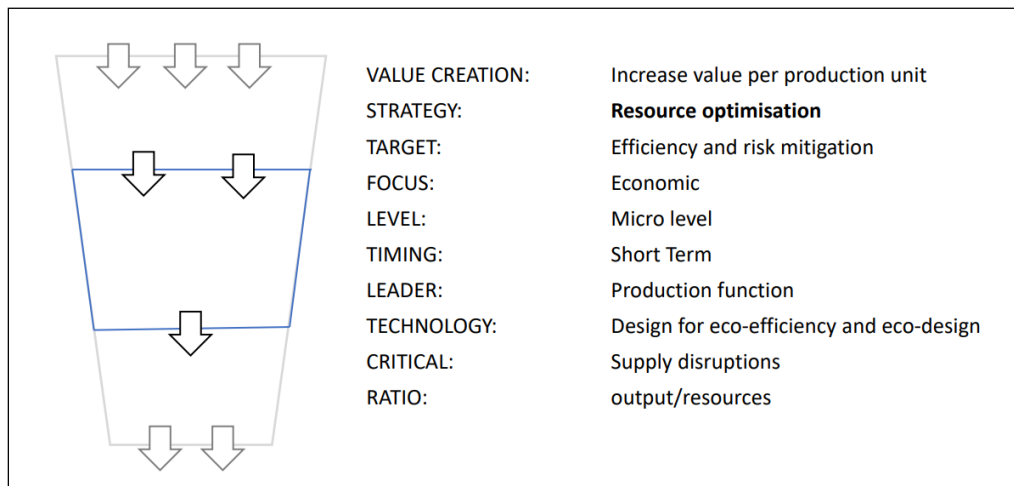 VALUE CREATION: Increase value per production unit
STRATEGY: Resource optimisation
TARGET: Efficiency and risk mitigation
FOCUS: Economic
LEVEL: Micro level
TIMING: Short Term
LEADER: Production function
TECHNOLOGY: Design for eco-efficiency and eco-design
CRITICAL: Supply disruptions
RATIO: output/resources